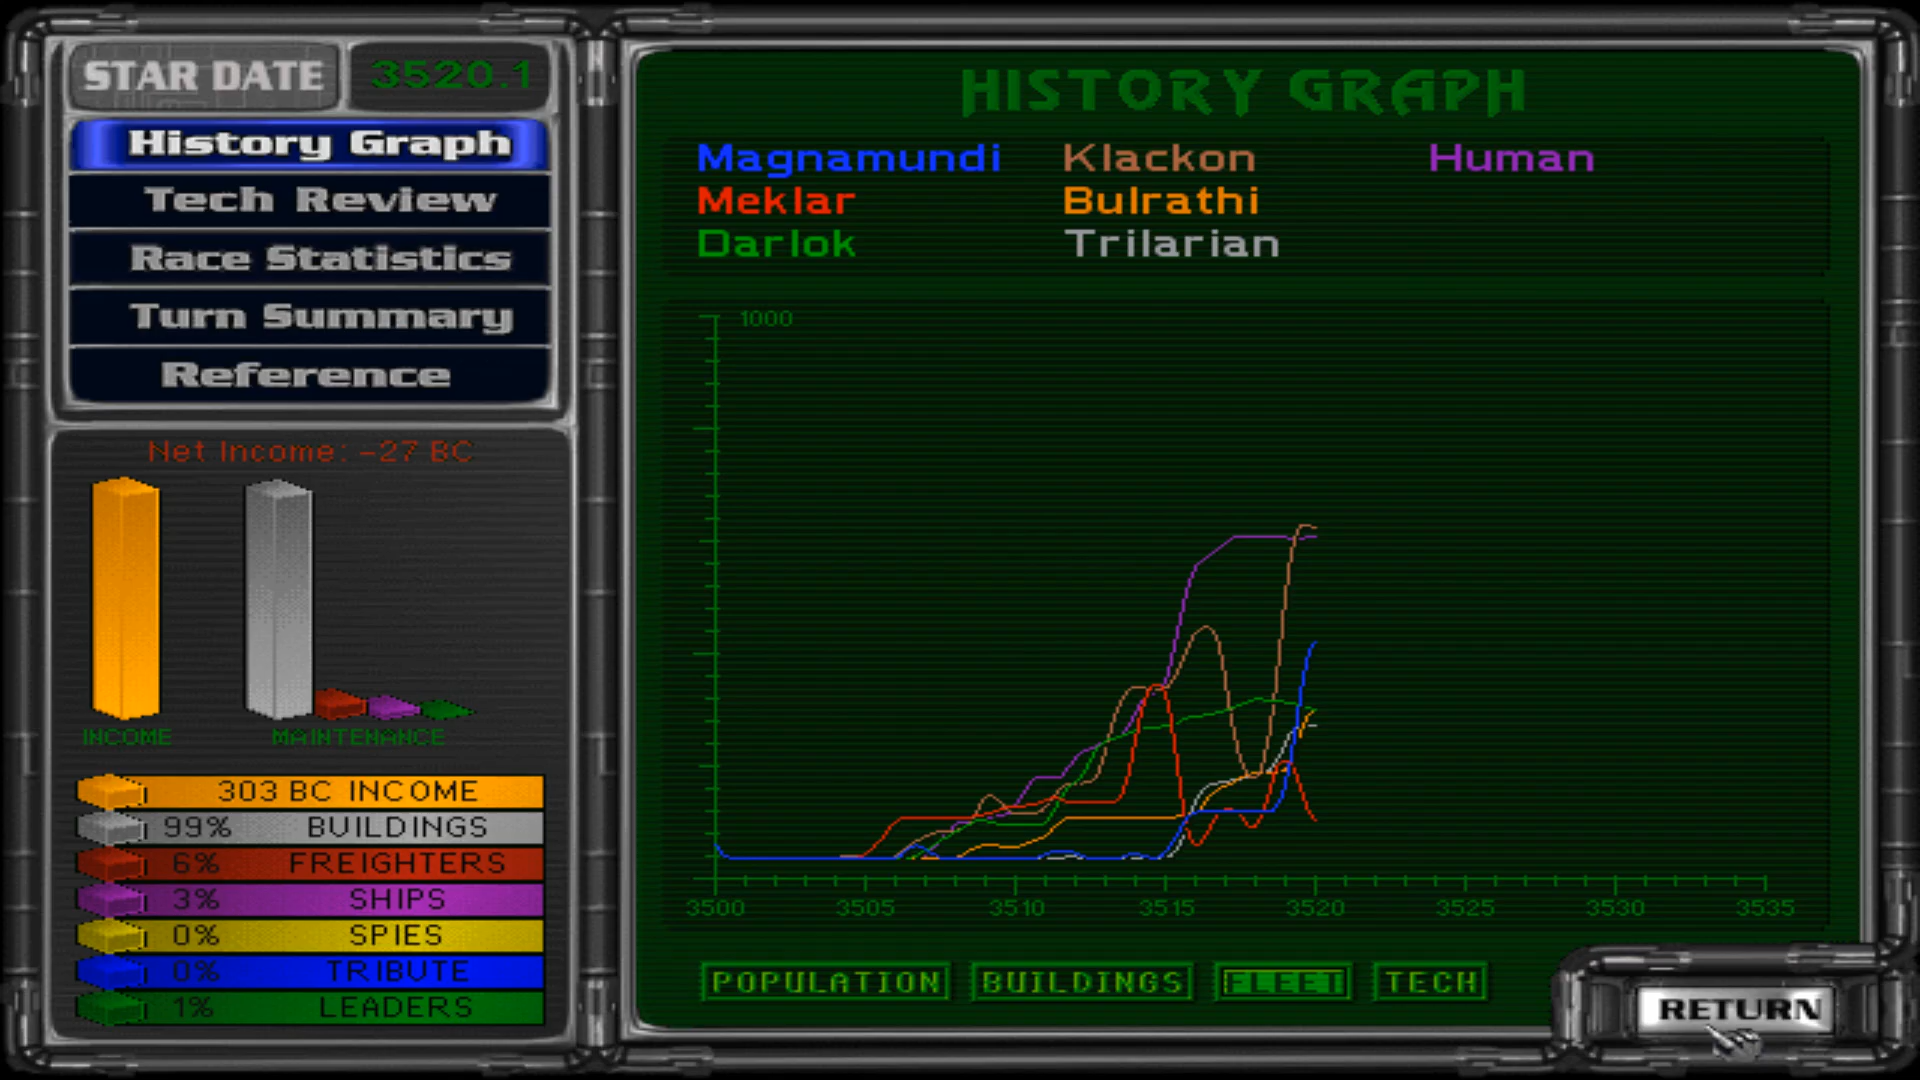 STAR DATE 3520.1
History Graph
Tech Review
Race Statistics
Turn Summary
Reference
Net Income: -27 BC
INCOME MAINTENANCE
303 BC INCOME
99% BUILDINGS
6% FREIGHTERS
3% SHIPS
0% SPIES
0% TRIBUTE
1% LEADERS
HISTORY GRAPH
Magnamundi Klackon Human
Meklar Bulrathi
Darlok Trilarian
1000
3500 3505 3510 3515 3520 3525 3530 3535
POPULATION BUILDINGS FLEET TECH
RETURN